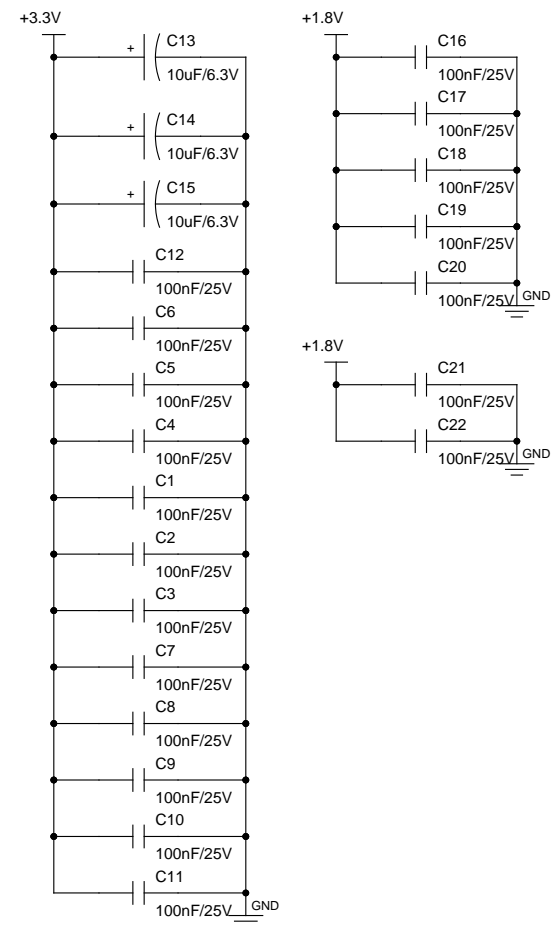 +3.3V
+
C13
10uF/6.3V
+
C14
10uF/6.3V
+
C15
10uF/6.3V
C12
100nF/25V
C6
100nF/25V
C5
100nF/25V
C4
100nF/25V
C1
100nF/25V
C2
100nF/25V
C3
100nF/25V
C7
100nF/25V
C8
100nF/25V
C9
100nF/25V
C10
100nF/25V
C11
100nF/25V
GND
+1.8V
C16
100nF/25V
C17
100nF/25V
C18
100nF/25V
C19
100nF/25V
C20
100nF/25V
GND
+1.8V
C21
100nF/25V
C22
100nF/25V
GND